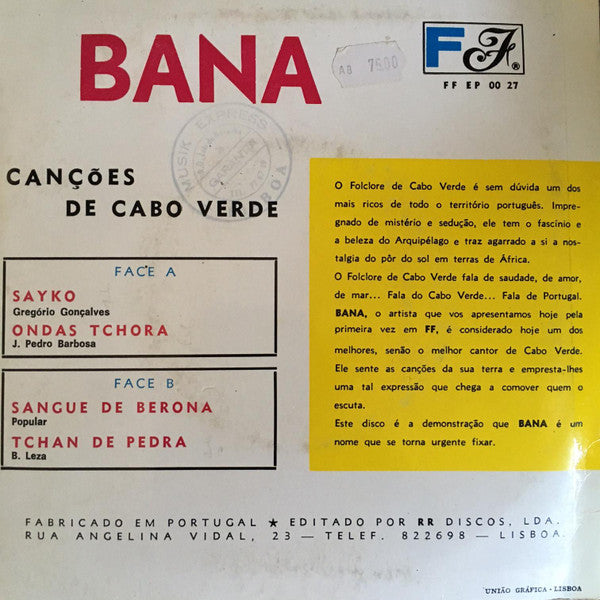 BANA
A8 7500
FF®
FF EP 00 27
MUSIK EXPRESS
CANÇÕES
DE CABO VERDE
FACE A
SAYKO
Gregório Gonçalves
ONDAS TCHORA
J. Pedro Barbosa
FACE B
SANGUE DE BERONA
Popular
TCHAN DE PEDRA
B. Leza
O Folclore de Cabo Verde é sem dúvida um dos
mais ricos de todo o território português. Impre-
gnado de mistério e sedução, ele tem o fascínio e
a beleza do Arquipélago e traz agarrado a si a nos-
talgia do pôr do sol em terras de África.
O Folclore de Cabo Verde fala de saudade, de amor,
de mar... Fala do Cabo Verde... Fala de Portugal.
BANA, o artista que vos apresentamos hoje pela
primeira vez em FF, é considerado hoje um dos
melhores, senão o melhor cantor de Cabo Verde.
Ele sente as canções da sua terra e empresta-lhes
uma tal expressão que chega a comover quem o
escuta.
Este disco é a demonstração que BANA é um
nome que se torna urgente fixar.
FABRICADO EM PORTUGAL ★ EDITADO POR RR DISCOS, LDA.
RUA ANGELINA VIDAL, 23 — TELEF. 822698 — LISBOA.
UNIÃO GRÁFICA - LISBOA